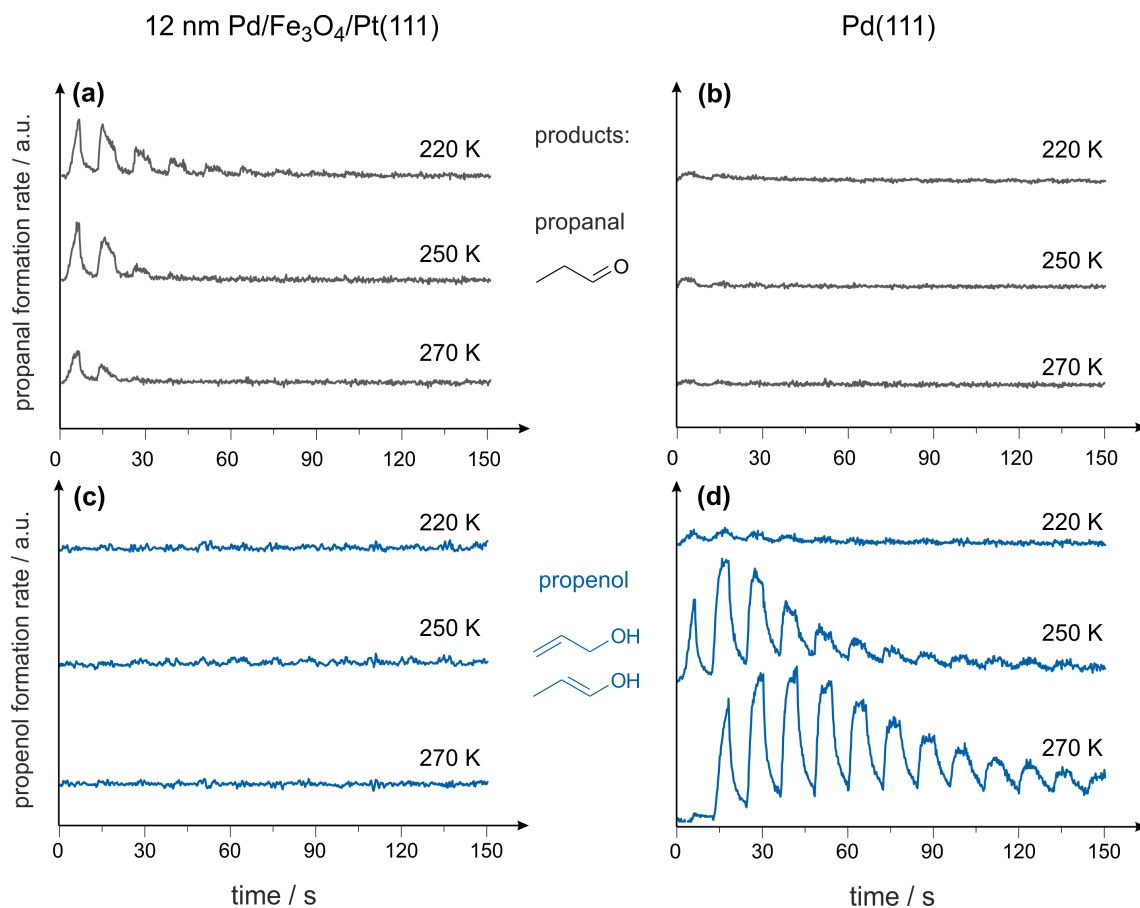 12 nm Pd/Fe₃O₄/Pt(111)
Pd(111)
(a)
220 K
250 K
270 K
propanal formation rate / a.u.
0 30 60 90 120 150
products:
propanal
O
(b)
220 K
250 K
270 K
0 30 60 90 120 150
(c)
220 K
250 K
270 K
propenol formation rate / a.u.
0 30 60 90 120 150
time / s
propenol
OH
OH
(d)
220 K
250 K
270 K
0 30 60 90 120 150
time / s